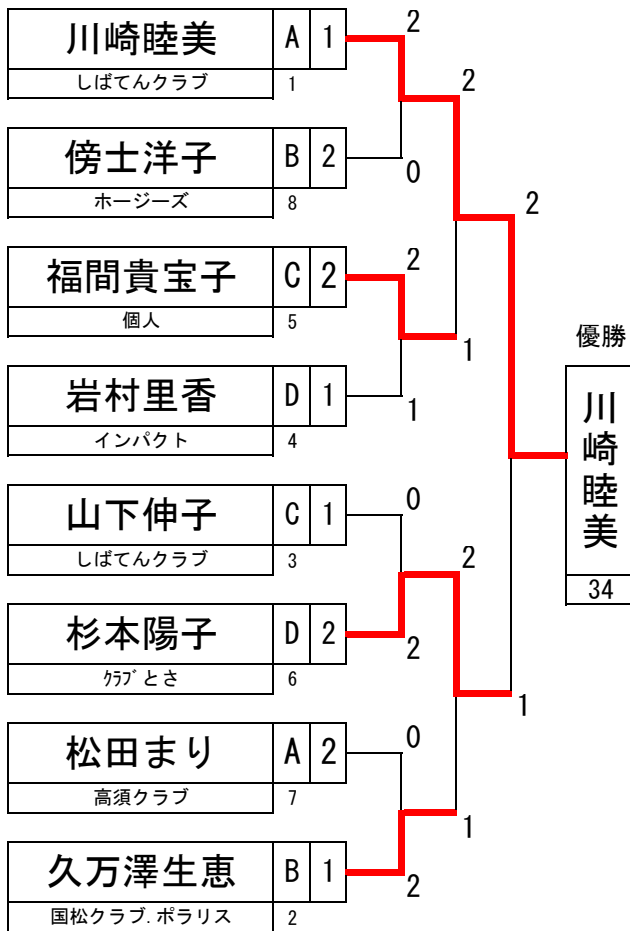 川崎睦美 A 1
しばてんクラブ 1
2
2
傍士洋子 B 2
ホージーズ 8
0
2
福間貴宝子 C 2
個人 5
2
1
岩村里香 D 1
インパクト 4
1
優勝
川崎睦美
34
山下伸子 C 1
しばてんクラブ 3
0
2
杉本陽子 D 2
ｸﾗﾌﾞとさ 6
2
1
松田まり A 2
高須クラブ 7
0
1
久万澤生恵 B 1
国松クラブ.ポラリス 2
2